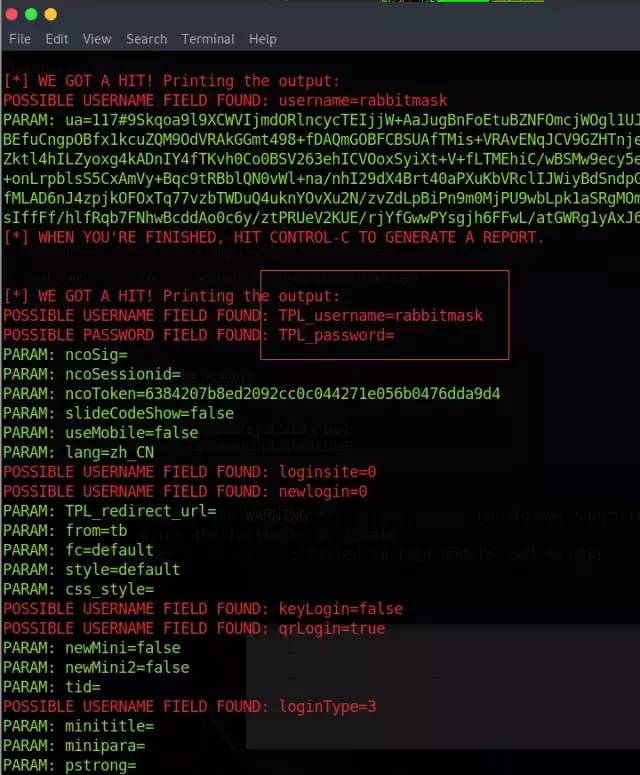 File Edit View Search Terminal Help
[*] WE GOT A HIT! Printing the output:
POSSIBLE USERNAME FIELD FOUND: username=rabbitmask
PARAM: ua=117#9Skqoa9l9XCWVIjmdORlncycTEIjjW+AaJugBnFoEtuBZNFOmcjWOgl1UJ
BEfuCngpOBfx1kcuZQM9OdVRAkGGmt498+fDAQmGOBFCBSUAfTMis+VRAvENqJCV9GZHTnje
Zktl4hILZyoxg4kADnIY4fTKvh0Co0BSV263ehICVOoxSyiXt+V+fLTMEhiC/wBSMw9ecy5e
+onLrpblsS5CxAmVy+Bqc9tRBblQN0vWl+na/nhI29dX4Brt40aPXuKbVRclIJWiyBdSndpG
fMLAD6nJ4zpjkOFOxTq77vzbTWDuQ4uknYOvXu2N/zvZdLpBiPn9m0MjPU9wbLpk1aSRgMOm
sIffFf/hlfRqb7FNhwBcddAo0c6y/ztPRUeV2KUE/rjYfGwwPYsgjh6FFwL/atGWRg1yAxJ6
[*] WHEN YOU'RE FINISHED, HIT CONTROL-C TO GENERATE A REPORT.
[*] WE GOT A HIT! Printing the output:
POSSIBLE USERNAME FIELD FOUND: TPL_username=rabbitmask
POSSIBLE PASSWORD FIELD FOUND: TPL_password=
PARAM: ncoSig=
PARAM: ncoSessionid=
PARAM: ncoToken=6384207b8ed2092cc0c044271e056b0476dda9d4
PARAM: slideCodeShow=false
PARAM: useMobile=false
PARAM: lang=zh_CN
POSSIBLE USERNAME FIELD FOUND: loginsite=0
POSSIBLE USERNAME FIELD FOUND: newlogin=0
PARAM: TPL_redirect_url=
PARAM: from=tb
PARAM: fc=default
PARAM: style=default
PARAM: css_style=
POSSIBLE USERNAME FIELD FOUND: keyLogin=false
POSSIBLE USERNAME FIELD FOUND: qrLogin=true
PARAM: newMini=false
PARAM: newMini2=false
PARAM: tid=
POSSIBLE USERNAME FIELD FOUND: loginType=3
PARAM: minititle=
PARAM: minipara=
PARAM: pstrong=